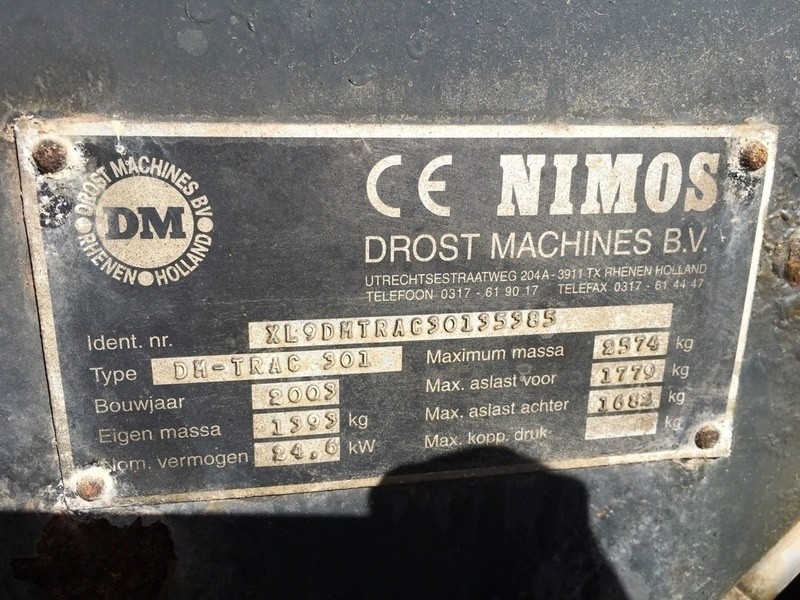 DROST MACHINES BV
RHENEN HOLLAND
DM
CE NIMOS
DROST MACHINES B.V.
UTRECHTSESTRAATWEG 204A - 3911 TX RHENEN HOLLAND
TELEFOON 0317 - 61 90 17 TELEFAX 0317 - 61 44 47
Ident. nr. XL9DMTRAC30135385
Type DM-TRAC 301
Bouwjaar 2003
Eigen massa 1393 kg
Nom. vermogen 24,6 kW
Maximum massa 2574 kg
Max. aslast voor 1770 kg
Max. aslast achter kg
Max. kopp. druk kg